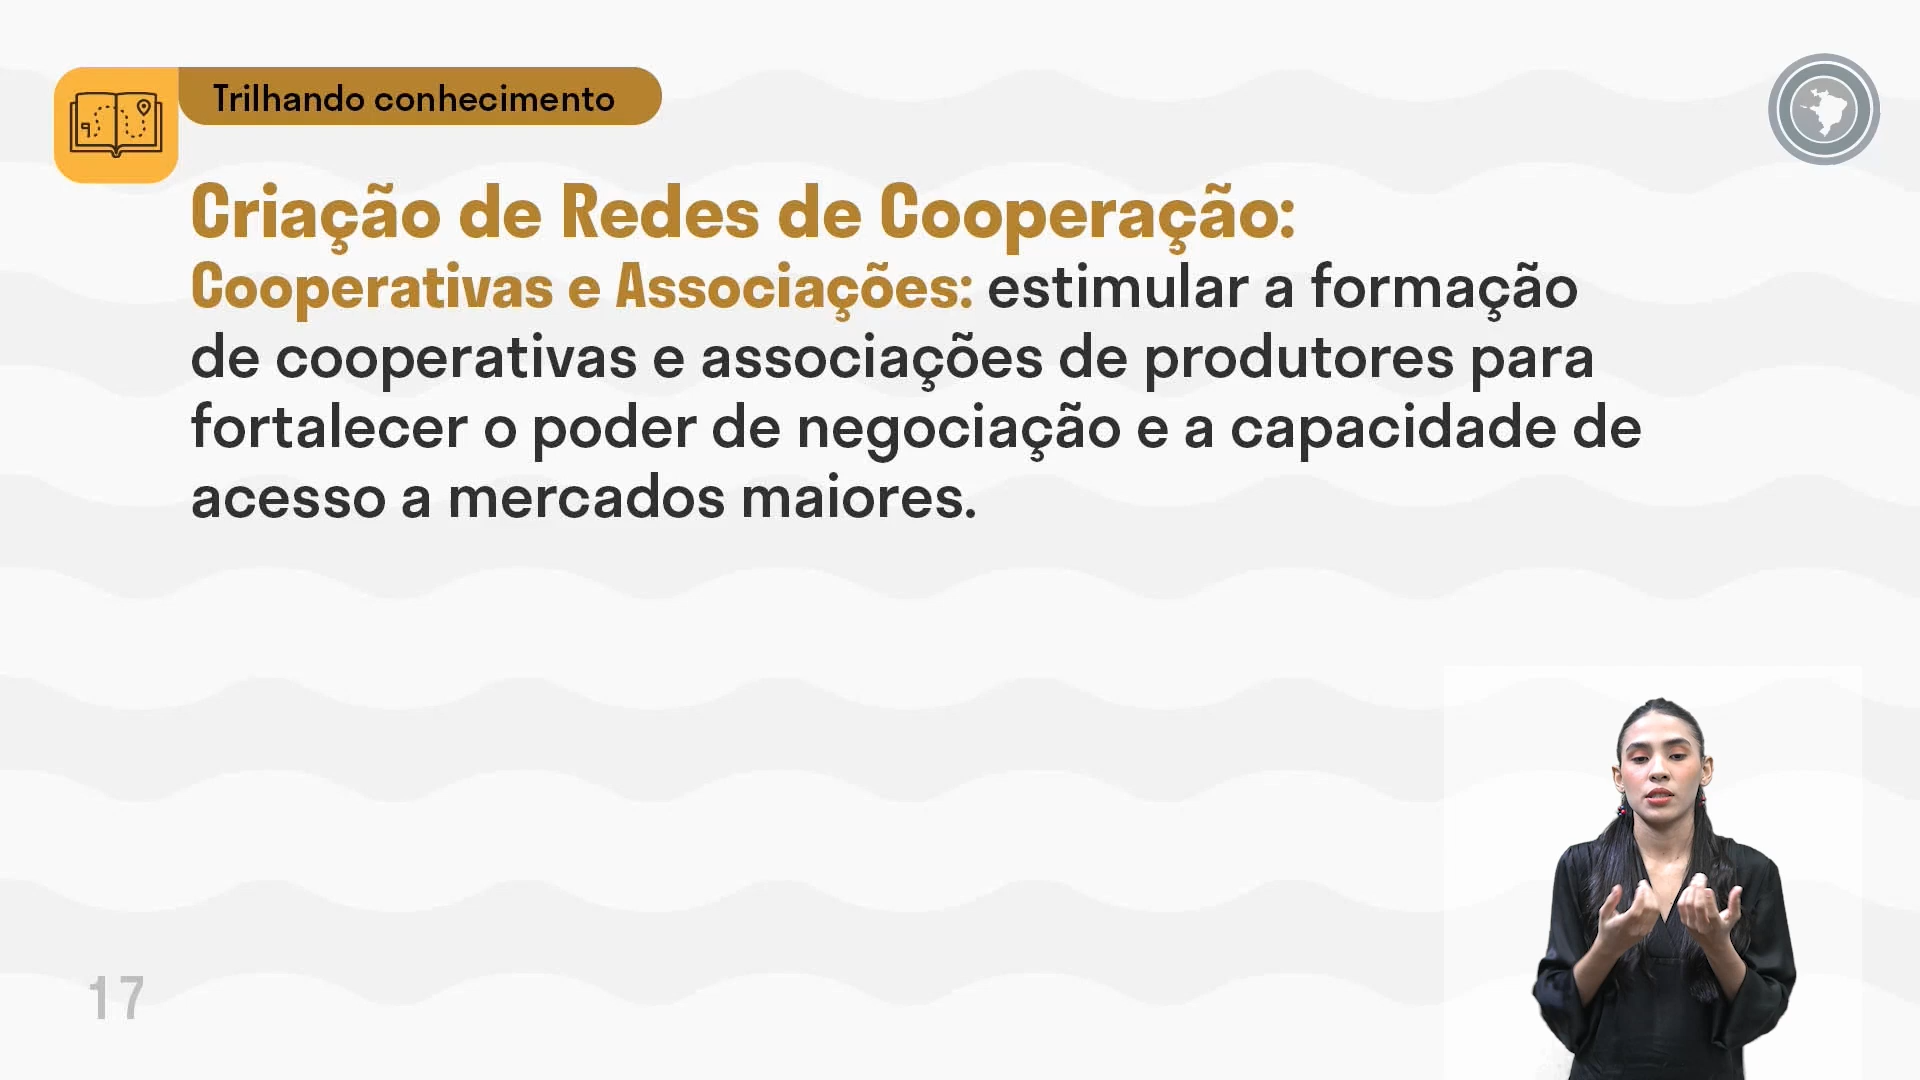 Trilhando conhecimento
Criação de Redes de Cooperação:
Cooperativas e Associações: estimular a formação
de cooperativas e associações de produtores para
fortalecer o poder de negociação e a capacidade de
acesso a mercados maiores.
17